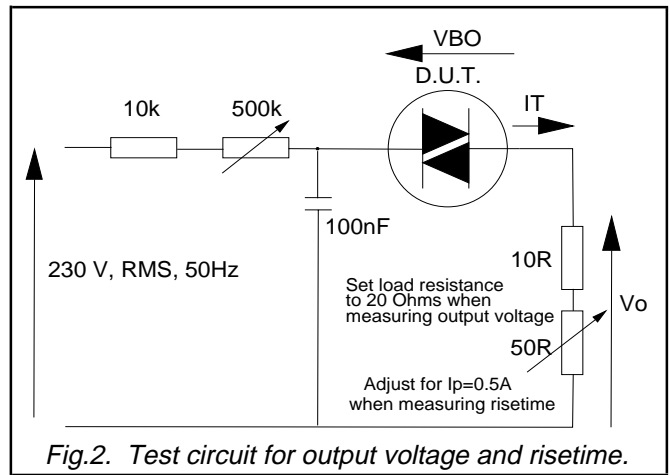 VBO
D.U.T.
10k
500k
IT
100nF
230 V, RMS, 50Hz
10R
Set load resistance
to 20 Ohms when
measuring output voltage
Vo
50R
Adjust for Ip=0.5A
when measuring risetime
Fig.2. Test circuit for output voltage and risetime.